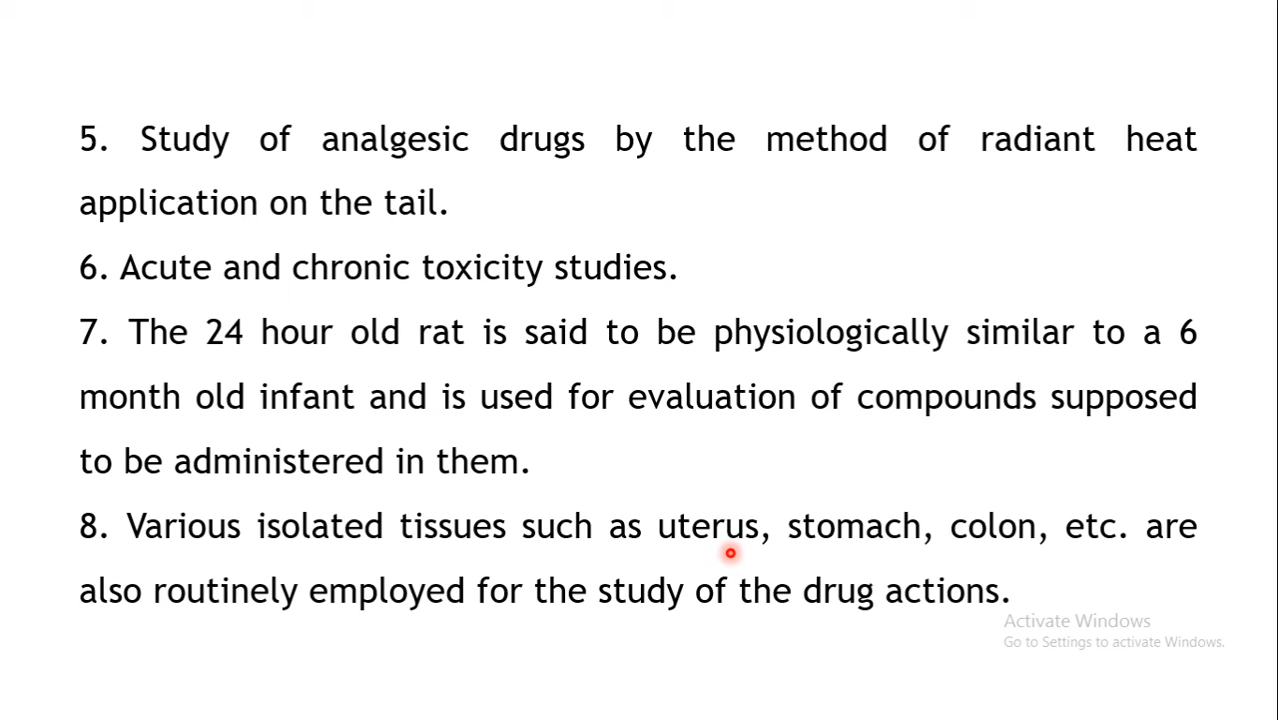 5. Study of analgesic drugs by the method of radiant heat
application on the tail.
6. Acute and chronic toxicity studies.
7. The 24 hour old rat is said to be physiologically similar to a 6
month old infant and is used for evaluation of compounds supposed
to be administered in them.
8. Various isolated tissues such as uterus, stomach, colon, etc. are
also routinely employed for the study of the drug actions.
Activate Windows
Go to Settings to activate Windows.